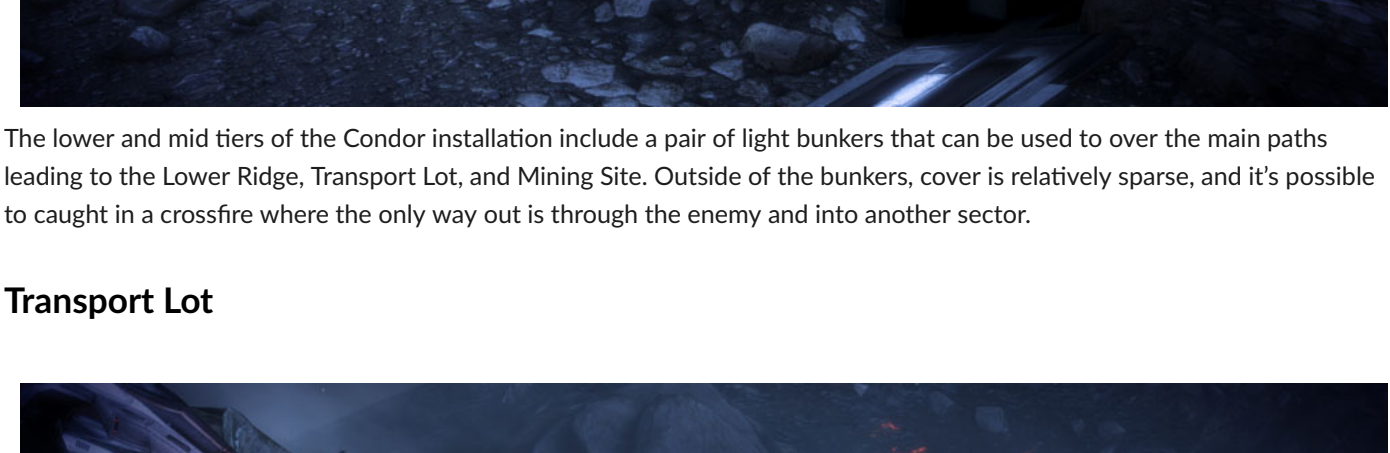 The lower and mid tiers of the Condor installation include a pair of light bunkers that can be used to over the main paths
leading to the Lower Ridge, Transport Lot, and Mining Site. Outside of the bunkers, cover is relatively sparse, and it’s possible
to caught in a crossfire where the only way out is through the enemy and into another sector.
Transport Lot